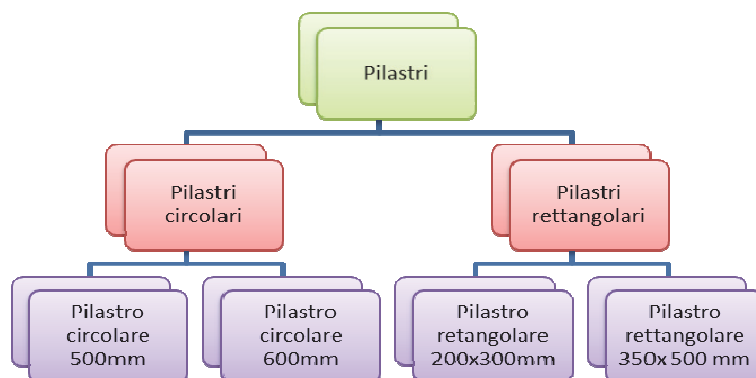 Pilastri
Pilastri
circolari
Pilastri
rettangolari
Pilastro
circolare
500mm
Pilastro
circolare
600mm
Pilastro
retangolare
200x300mm
Pilastro
rettangolare
350x500 mm